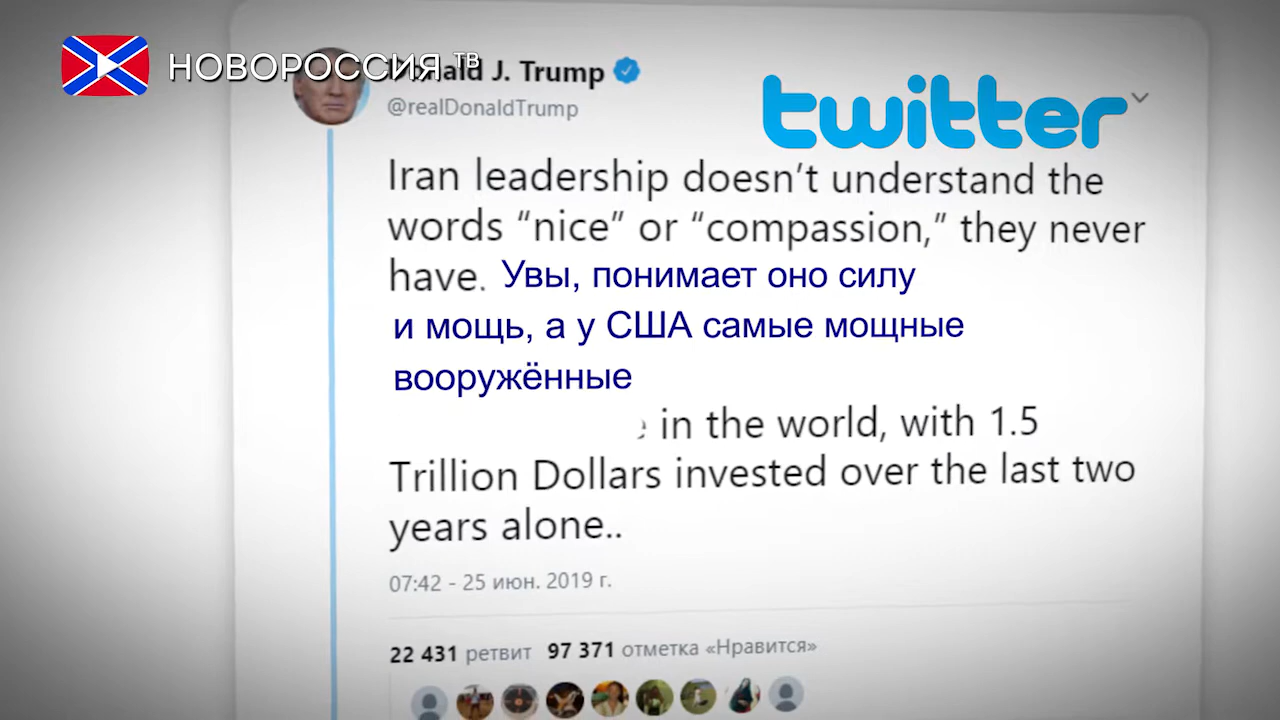 НОВОРОССИЯ ТВ
nald J. Trump
@realDonaldTrump
twitter
Iran leadership doesn’t understand the
words “nice” or “compassion,” they never
have. Увы, понимает оно силу
и мощь, а у США самые мощные
вооружённые
in the world, with 1.5
Trillion Dollars invested over the last two
years alone..
07:42 - 25 июн. 2019 г.
22 431 ретвит 97 371 отметка «Нравится»